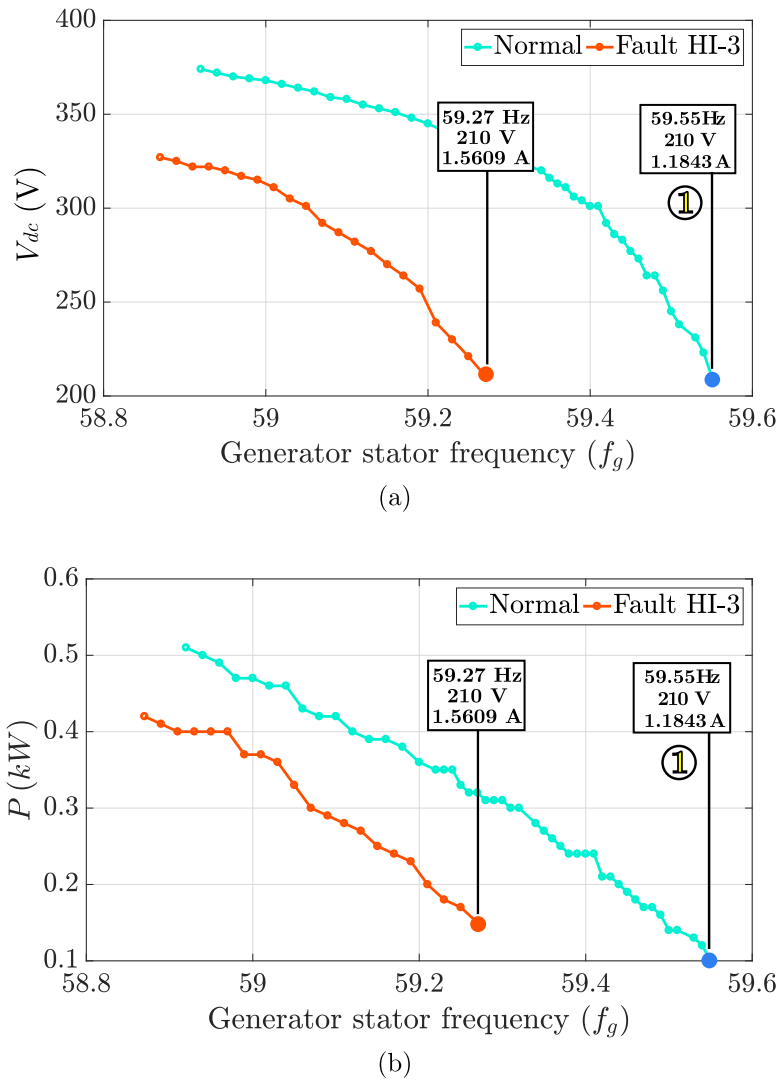 400
Normal Fault HI-3
59.27 Hz
210 V
1.5609 A
59.55Hz
210 V
1.1843 A
350
1
300
V_dc (V)
250
200
58.8 59 59.2 59.4 59.6
Generator stator frequency (f_g)
(a)
0.6
Normal Fault HI-3
0.5
59.27 Hz
210 V
1.5609 A
59.55Hz
210 V
1.1843 A
0.4
1
P (kW)
0.3
0.2
0.1
58.8 59 59.2 59.4 59.6
Generator stator frequency (f_g)
(b)